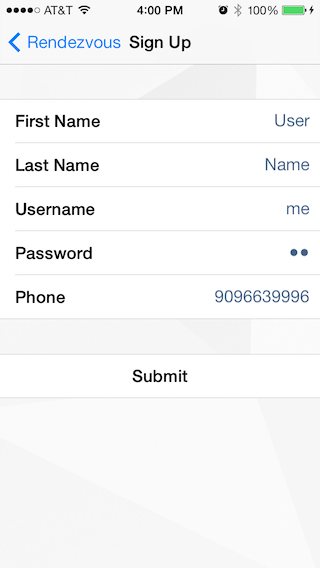 AT&T 4:00 PM 100%
Rendezvous Sign Up
First Name User
Last Name Name
Username me
Password ●●
Phone 9096639996
Submit